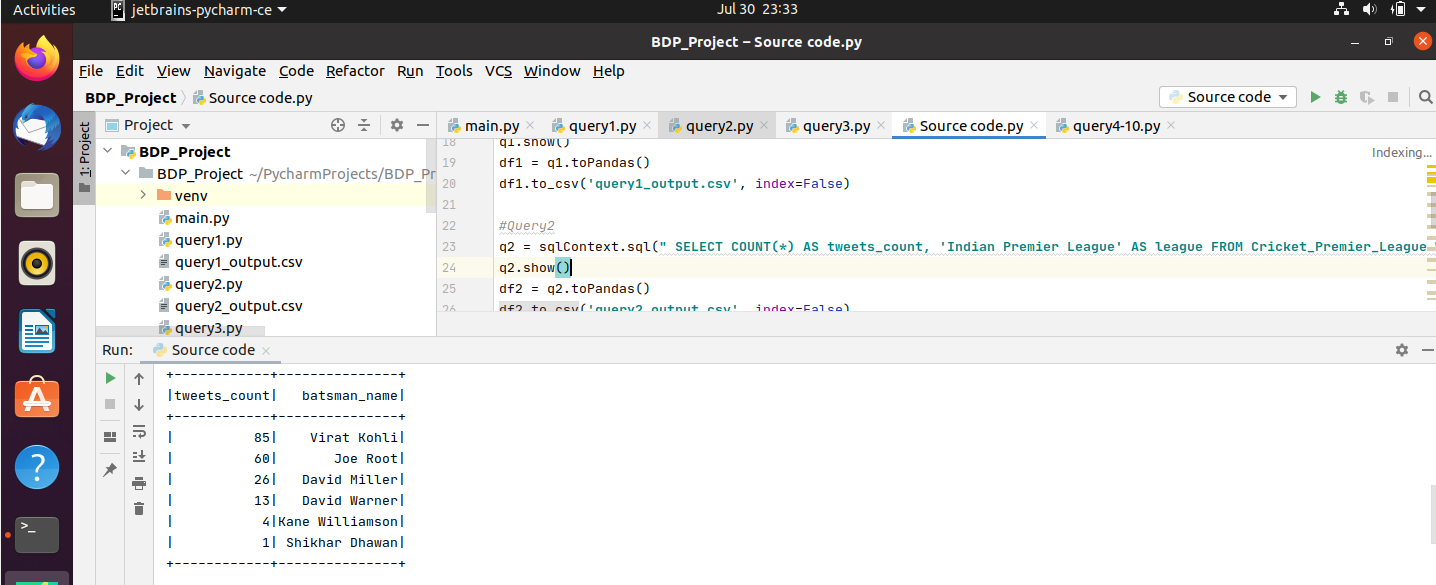 Activities jetbrains-pycharm-ce Jul 30 23:33
BDP_Project – Source code.py
File Edit View Navigate Code Refactor Run Tools VCS Window Help
BDP_Project Source code.py Source code
1: Project
Project
main.py query1.py query2.py query3.py Source code.py query4-10.py
BDP_Project
BDP_Project ~/PycharmProjects/BDP_Pr
venv
main.py
query1.py
query1_output.csv
query2.py
query2_output.csv
query3.py
Indexing...
18 q1.show()
19 df1 = q1.toPandas()
20 df1.to_csv('query1_output.csv', index=False)
21
22 #Query2
23 q2 = sqlContext.sql(" SELECT COUNT(*) AS tweets_count, 'Indian Premier League' AS league FROM Cricket_Premier_League
24 q2.show()
25 df2 = q2.toPandas()
26 df2.to_csv('query2_output.csv', index=False)
Run: Source code
+------------+---------------+
|tweets_count|   batsman_name|
+------------+---------------+
|          85|    Virat Kohli|
|          60|       Joe Root|
|          26|   David Miller|
|          13|   David Warner|
|           4|Kane Williamson|
|           1| Shikhar Dhawan|
+------------+---------------+